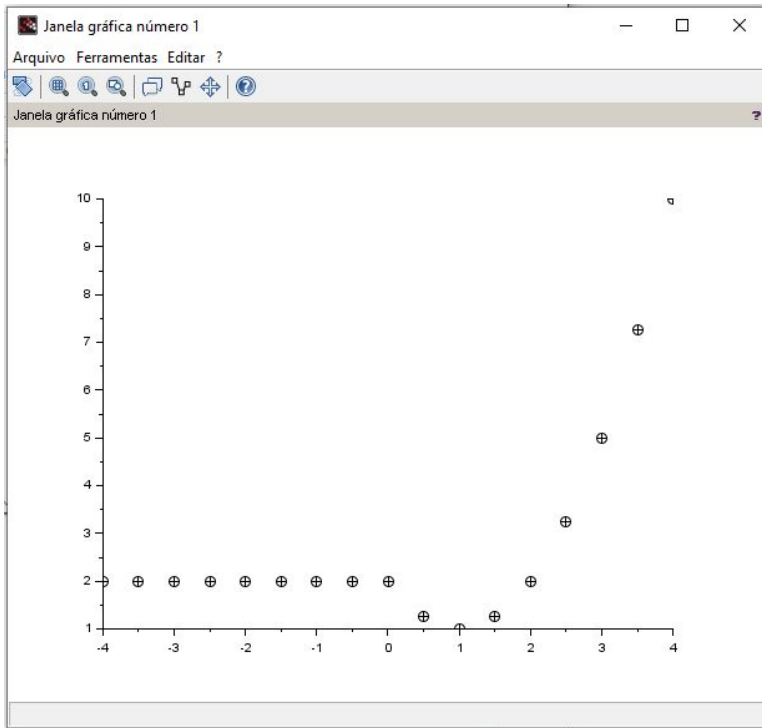 Janela gráfica número 1
Arquivo Ferramentas Editar ?
Janela gráfica número 1 ?
10
9
8
7
6
5
4
3
2
1
-4 -3 -2 -1 0 1 2 3 4